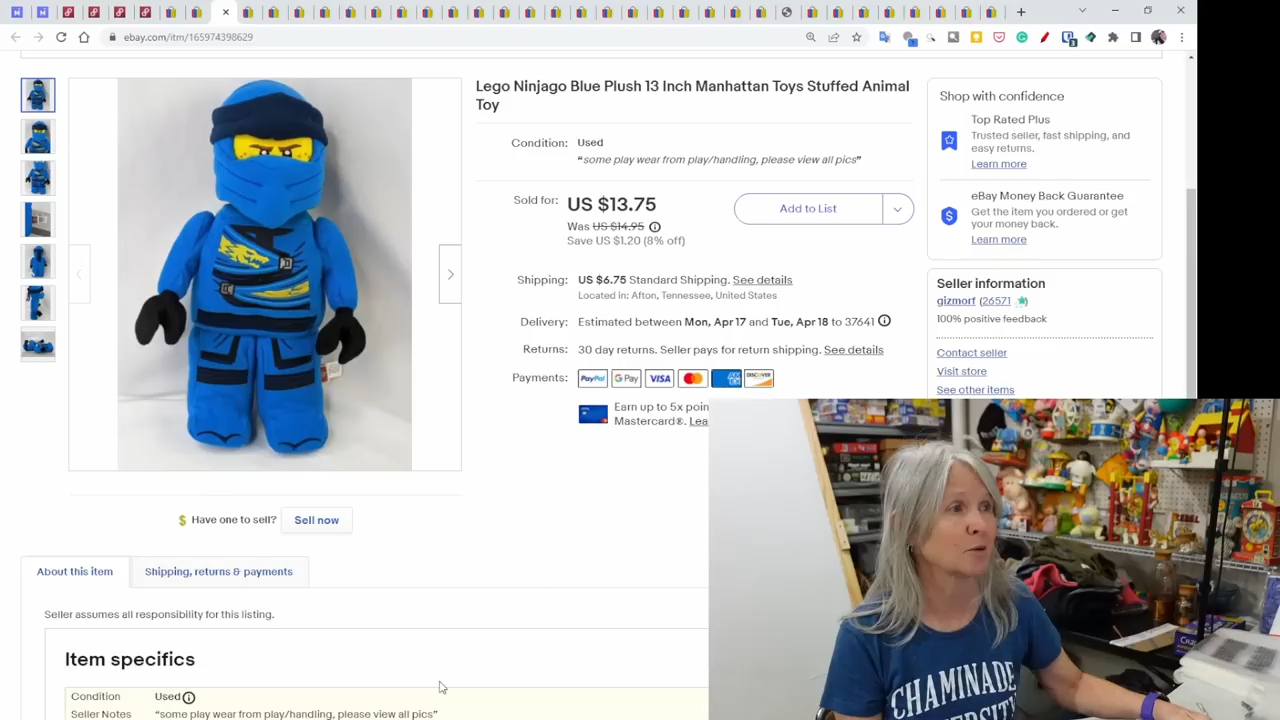 ebay.com/itm/165974398629
Lego Ninjago Blue Plush 13 Inch Manhattan Toys Stuffed Animal
Toy
Condition: Used
“some play wear from play/handling, please view all pics”
Sold for: US $13.75
Was US $14.95
Save US $1.20 (8% off)
Add to List
Shipping: US $6.75 Standard Shipping. See details
Located in: Afton, Tennessee, United States
Delivery: Estimated between Mon, Apr 17 and Tue, Apr 18 to 37641
Returns: 30 day returns. Seller pays for return shipping. See details
Payments: PayPal G Pay VISA DISCOVER
Earn up to 5x poin
Mastercard®. Lea
Shop with confidence
Top Rated Plus
Trusted seller, fast shipping, and
easy returns.
Learn more
eBay Money Back Guarantee
Get the item you ordered or get
your money back.
Learn more
Seller information
gizmorf (26571
100% positive feedback
Contact seller
Visit store
See other items
Have one to sell? Sell now
About this item
Shipping, returns & payments
Seller assumes all responsibility for this listing.
Item specifics
Condition Used
Seller Notes “some play wear from play/handling, please view all pics”
CHAMINADE